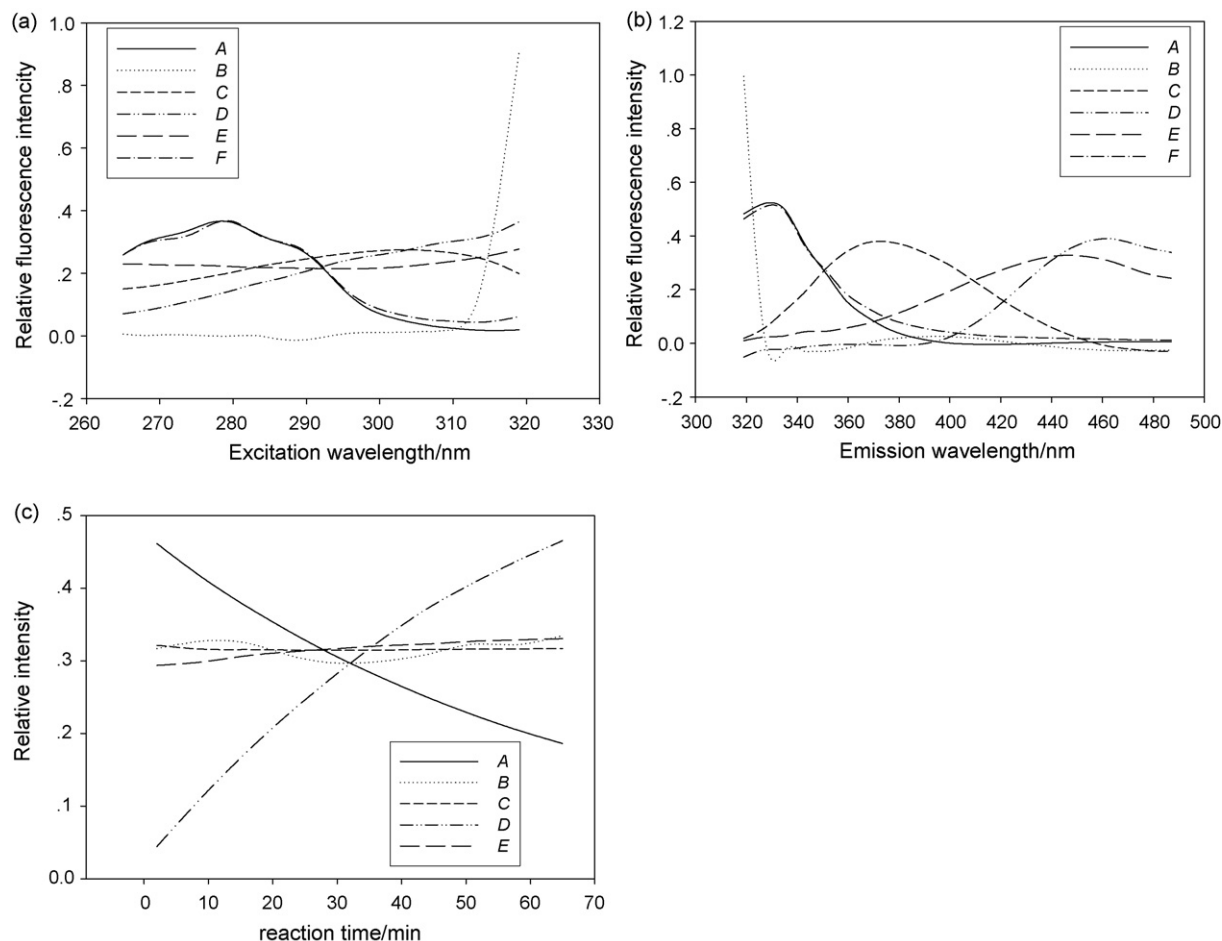 (a)
Relative fluorescence intencity
1.0
.8
.6
.4
.2
0.0
-.2
A
B
C
D
E
F
260 270 280 290 300 310 320 330
Excitation wavelength/nm
(b)
Relative fluorescence intensity
1.2
1.0
.8
.6
.4
.2
0.0
-.2
A
B
C
D
E
F
300 320 340 360 380 400 420 440 460 480 500
Emission wavelength/nm
(c)
Relative intensity
.5
.4
.3
.2
.1
0.0
A
B
C
D
E
0 10 20 30 40 50 60 70
reaction time/min